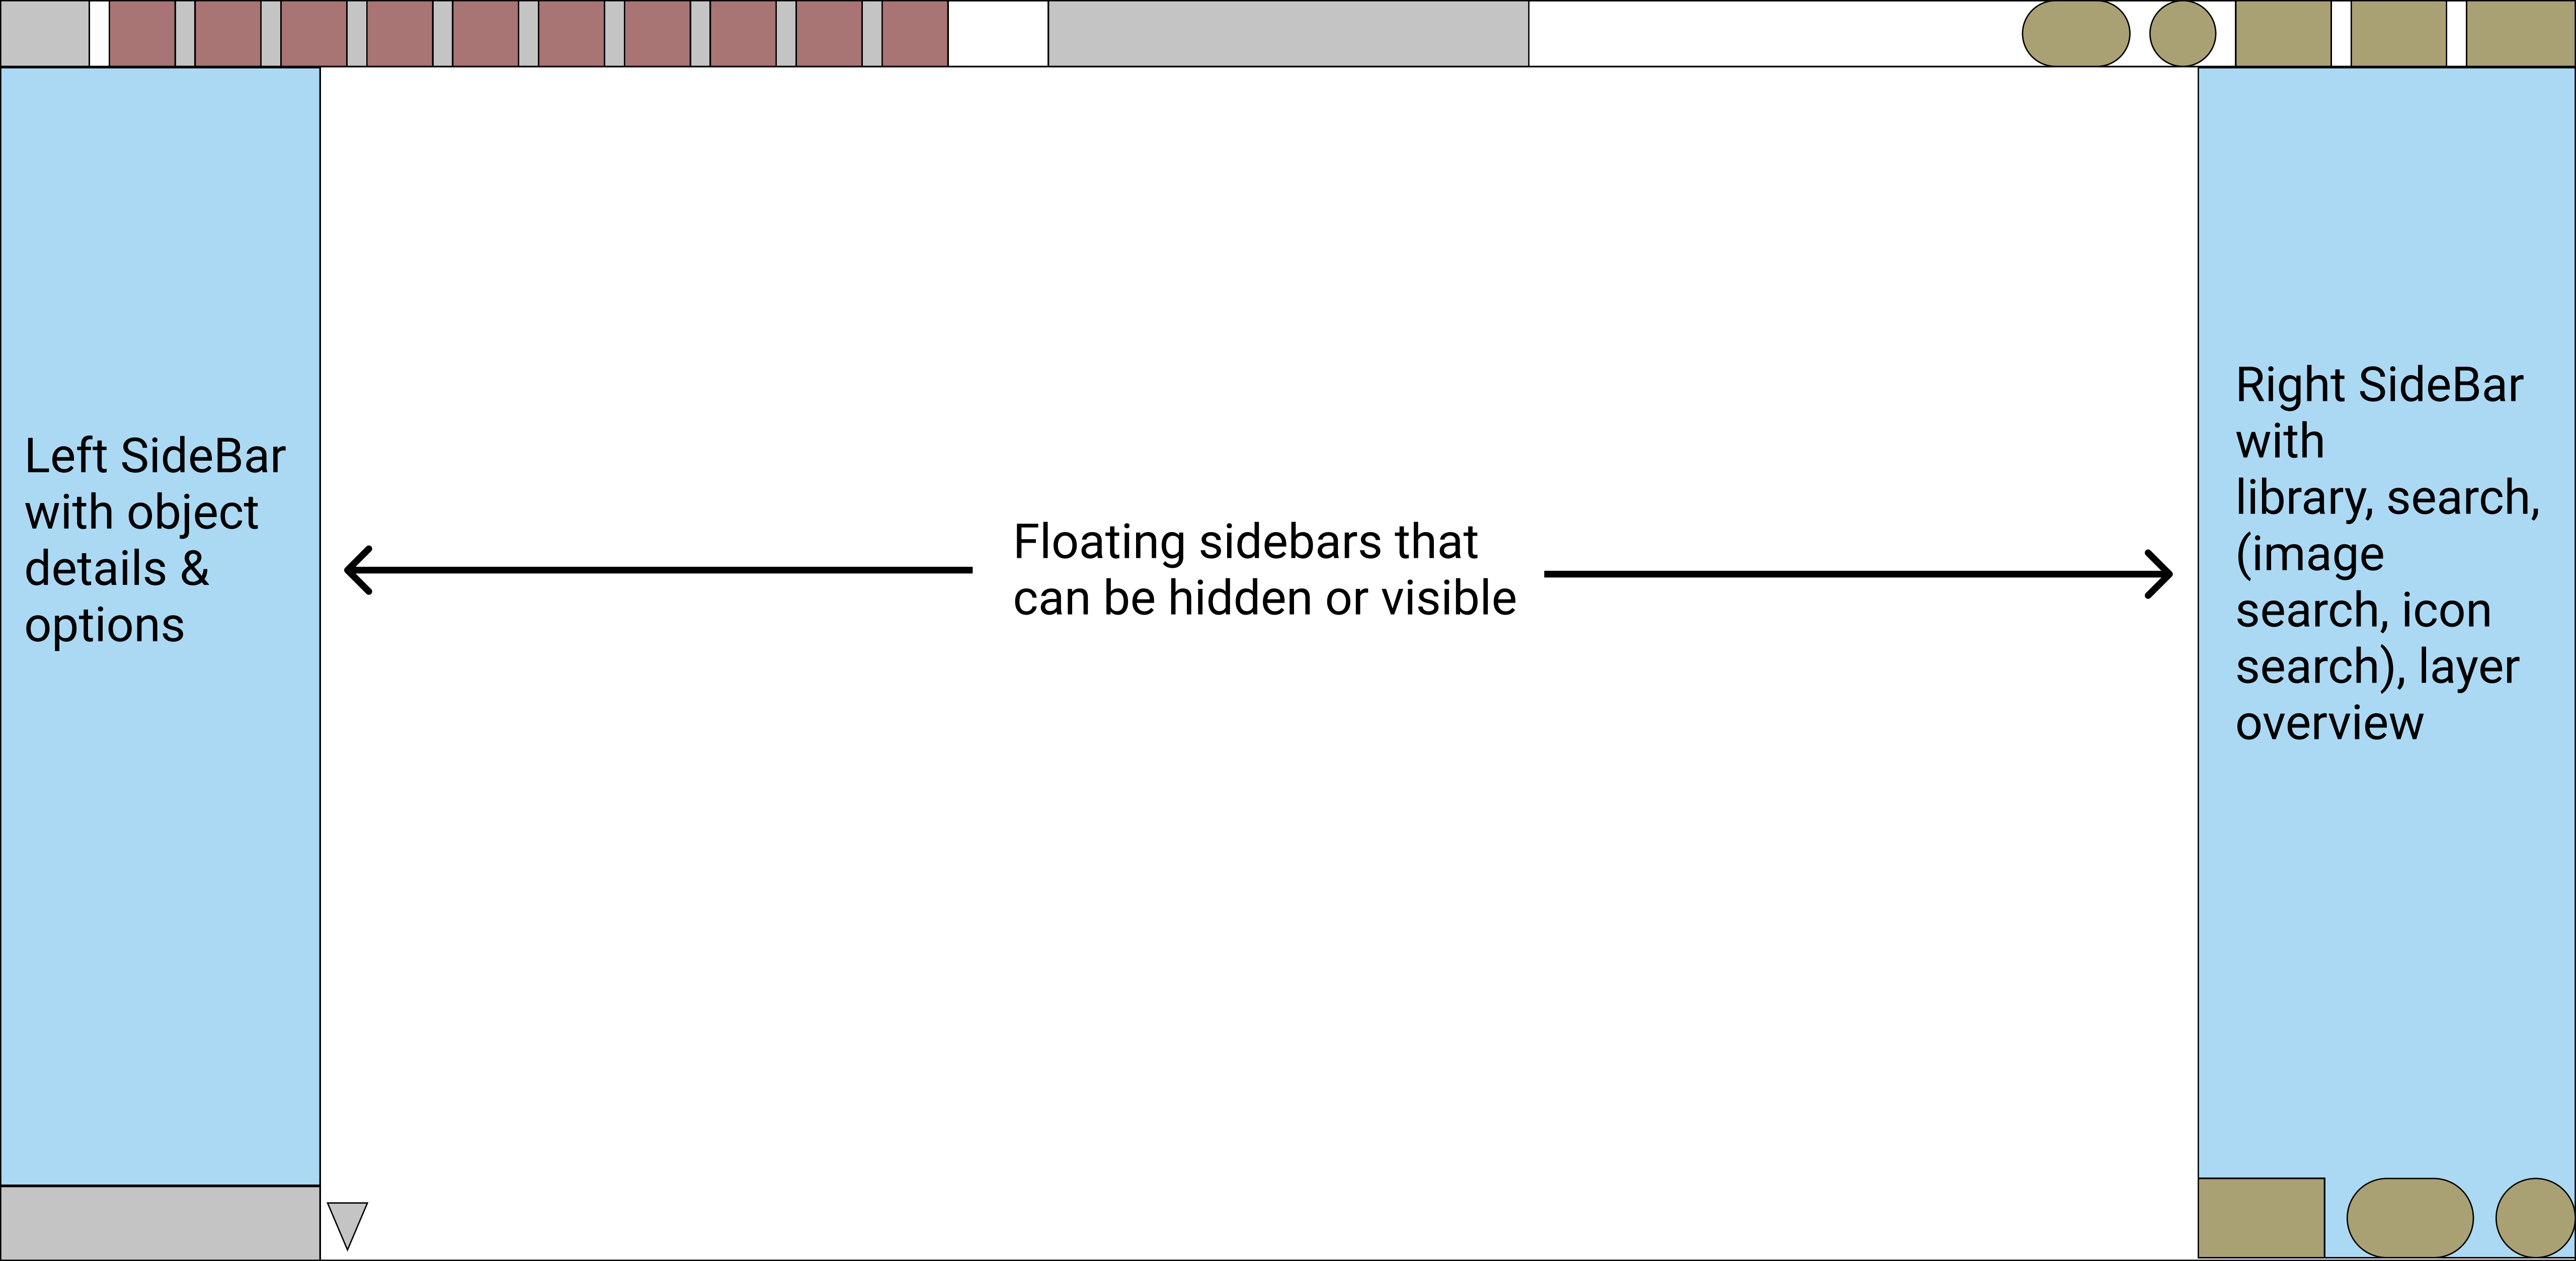 Left SideBar
with object
details &
options
Floating sidebars that
can be hidden or visible
Right SideBar
with
library, search,
(image
search, icon
search), layer
overview